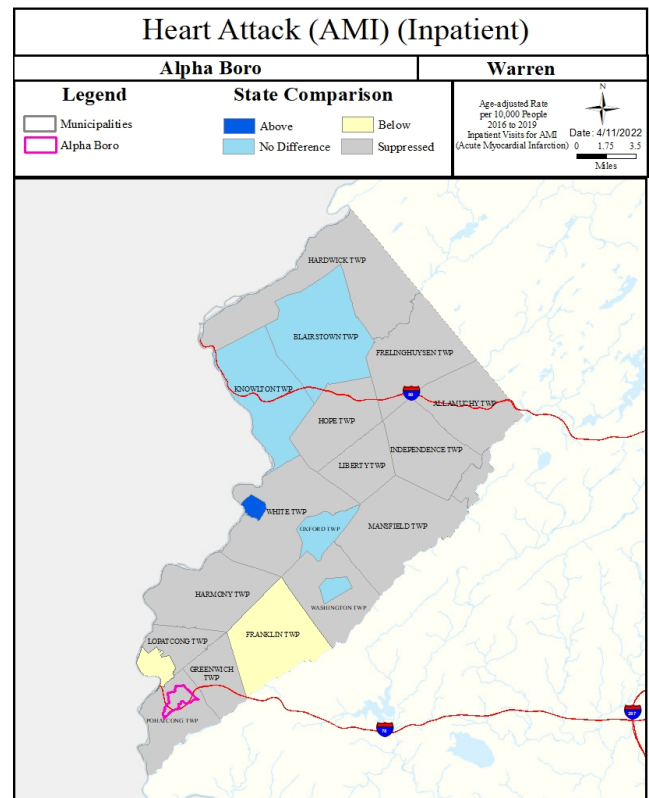 Heart Attack (AMI) (Inpatient)
Alpha Boro
Warren
Legend
Municipalities
Alpha Boro
State Comparison
Above
Below
No Difference
Suppressed
Age-adjusted Rate
per 10,000 People
2016 to 2019
Inpatient Visits for AMI
(Acute Myocardial Infarction)
N
Date: 4/11/2022
0 1.75 3.5
Miles
HARDWICK TWP
BLAIRSTOWN TWP
FRELINGHUYSEN TWP
KNOWLTON TWP
80
ALLAMUCHY TWP
HOPE TWP
INDEPENDENCE TWP
LIBERTY TWP
WHITE TWP
OXFORD TWP
MANSFIELD TWP
HARMONY TWP
WASHINGTON TWP
FRANKLIN TWP
LOPATCONG TWP
GREENWICH
TWP
POHATCONG TWP
78
287